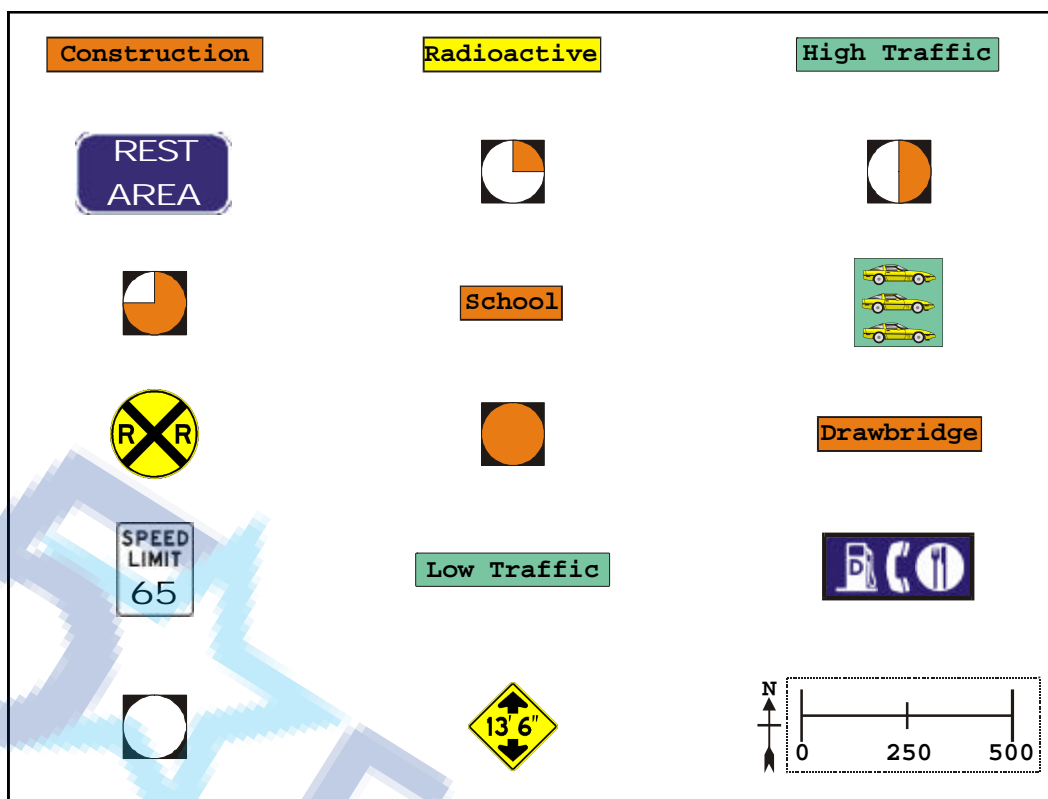 Construction
Radioactive
High Traffic
REST
AREA
School
R R
Drawbridge
SPEED
LIMIT
65
Low Traffic
D
13' 6"
N
0 250 500